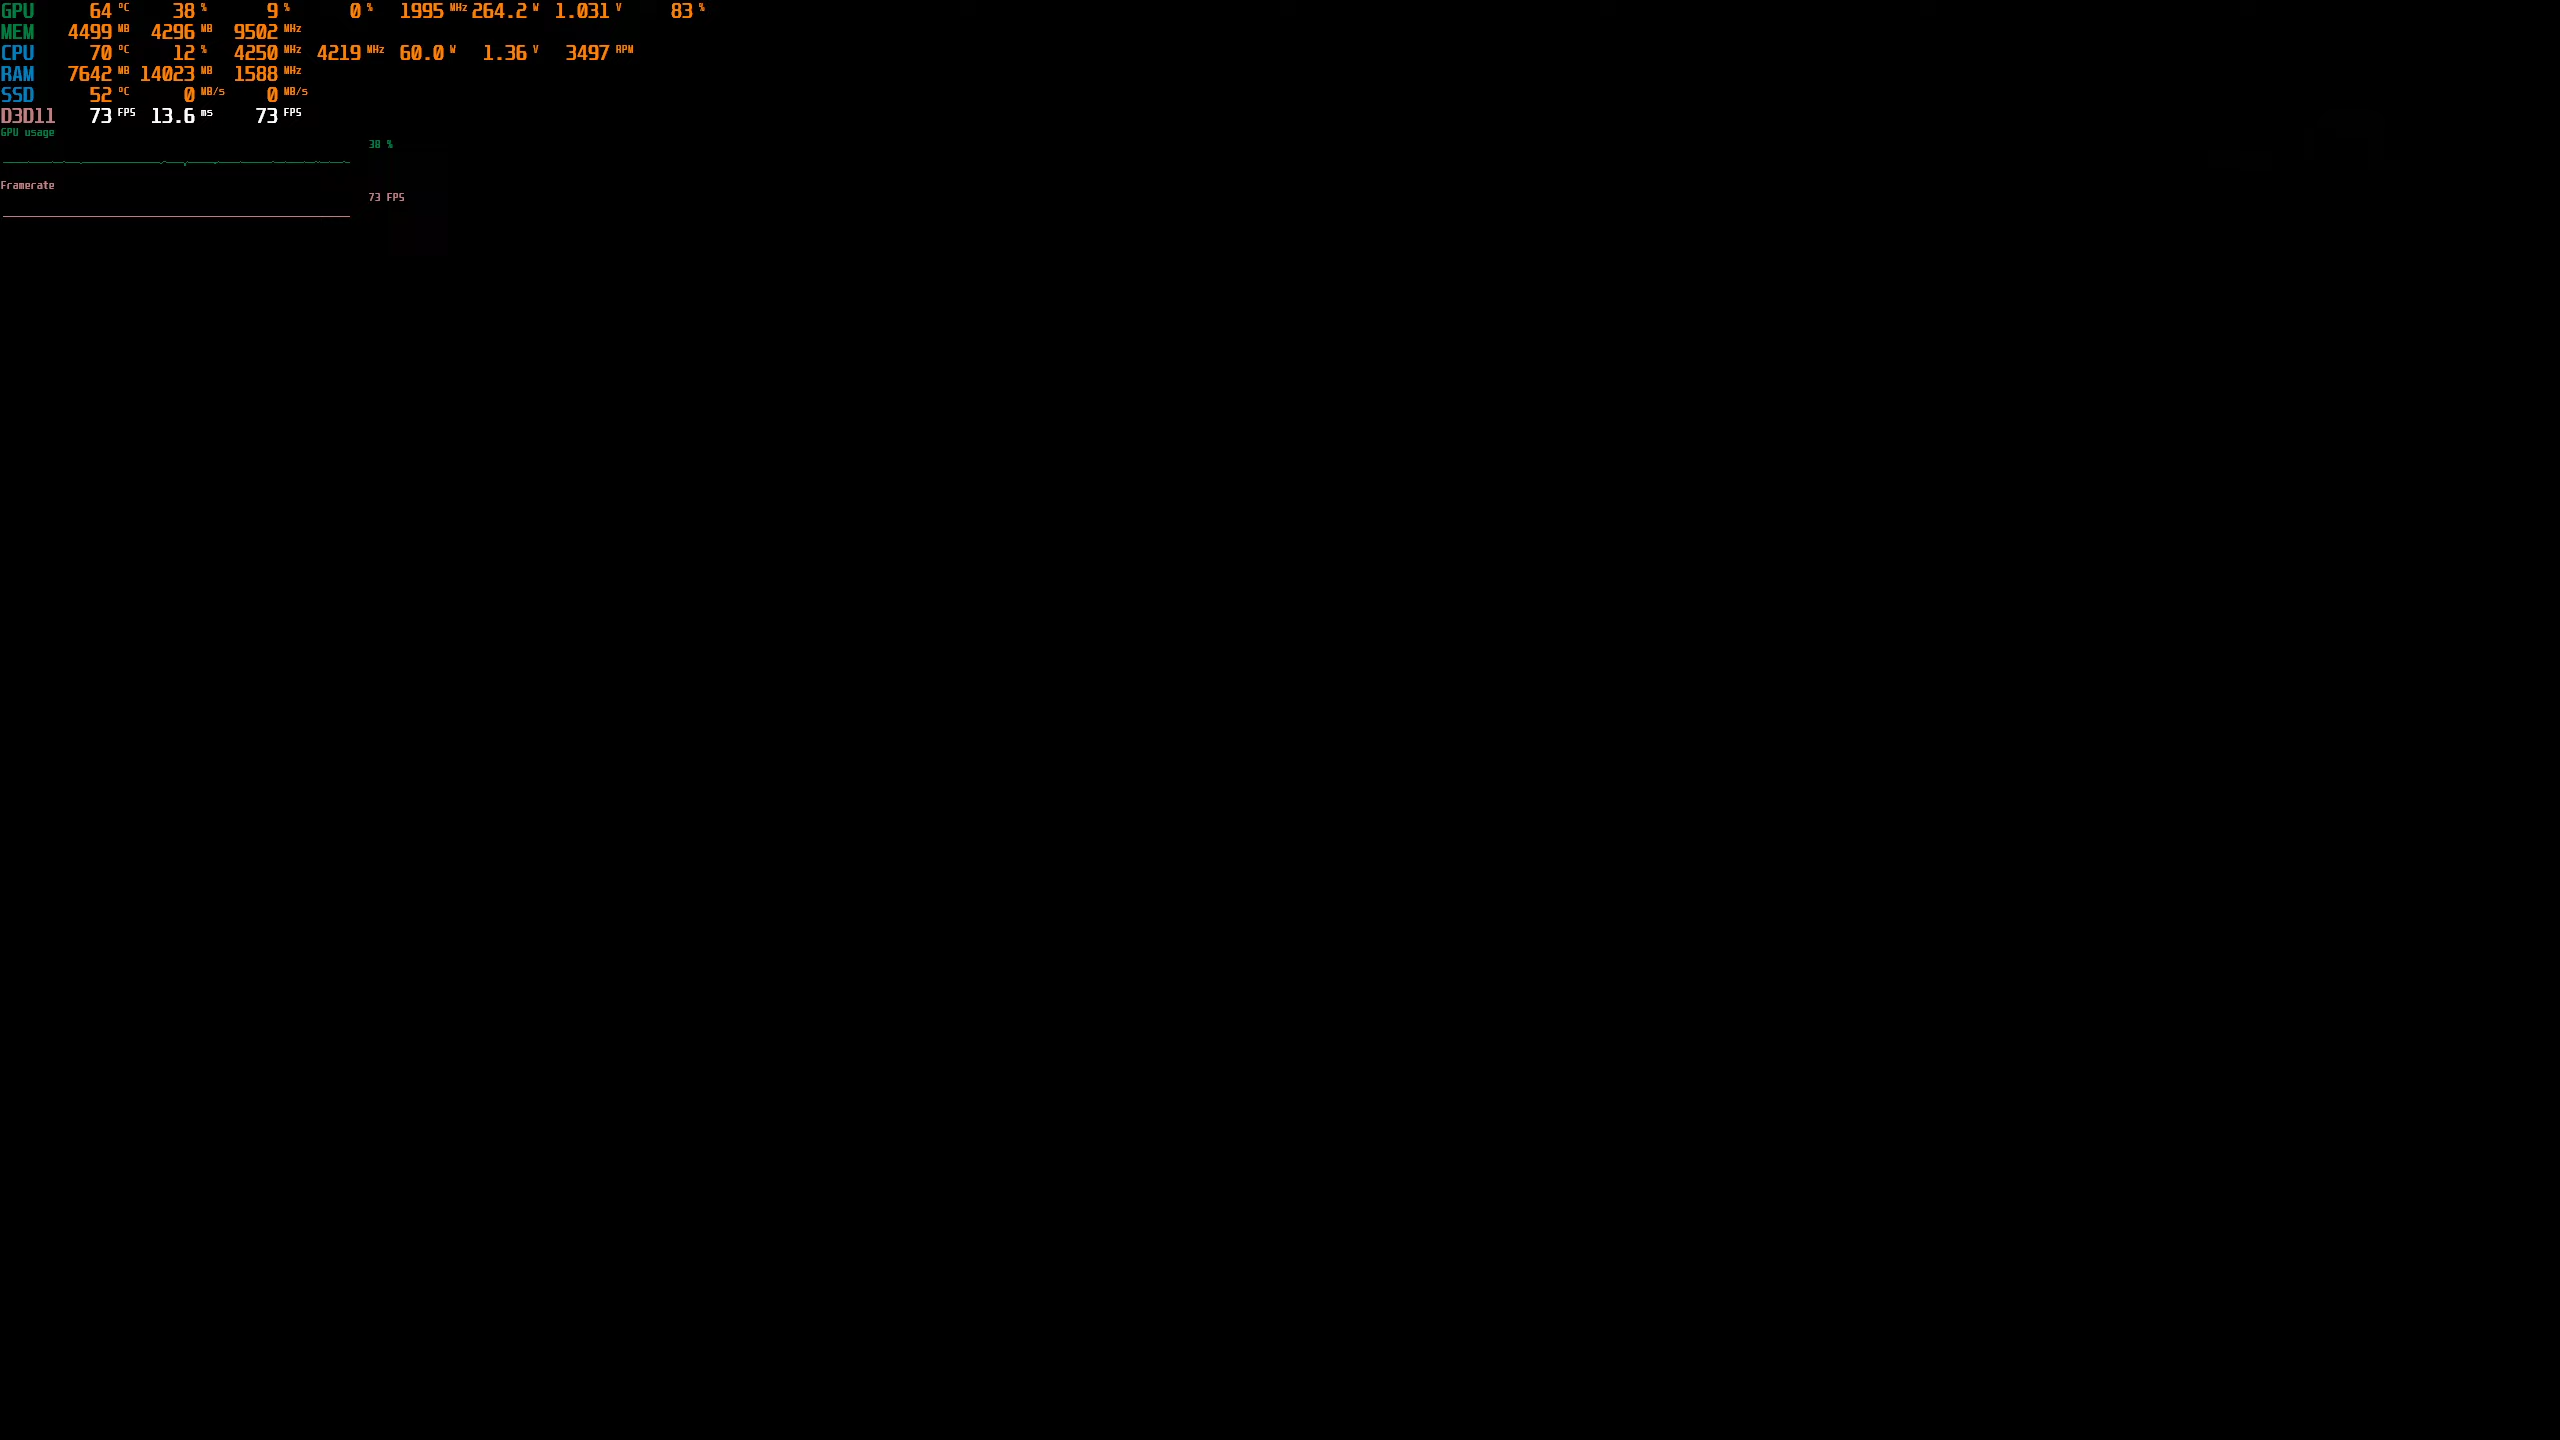 GPU 64 °C 38 % 9 % 0 % 1995 MHz 264.2 W 1.031 V 83 %
MEM 4499 MB 4296 MB 9502 MHz
CPU 70 °C 12 % 4250 MHz 4219 MHz 60.0 W 1.36 V 3497 RPM
RAM 7642 MB 14023 MB 1588 MHz
SSD 52 °C 0 MB/s 0 MB/s
D3D11 73 FPS 13.6 ms 73 FPS
GPU usage
38 %
Framerate
73 FPS